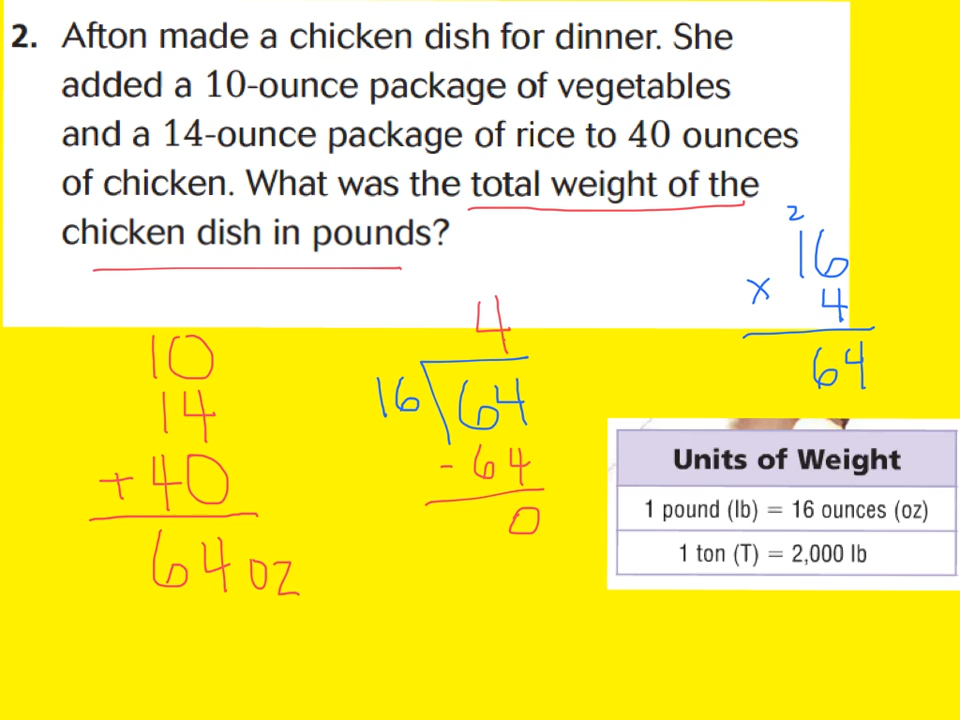 2. Afton made a chicken dish for dinner. She
added a 10-ounce package of vegetables
and a 14-ounce package of rice to 40 ounces
of chicken. What was the total weight of the
chicken dish in pounds?
10
14
+ 40
64 oz
4
16 64
- 64
0
2
16
x 4
64
Units of Weight
1 pound (lb) = 16 ounces (oz)
1 ton (T) = 2,000 lb